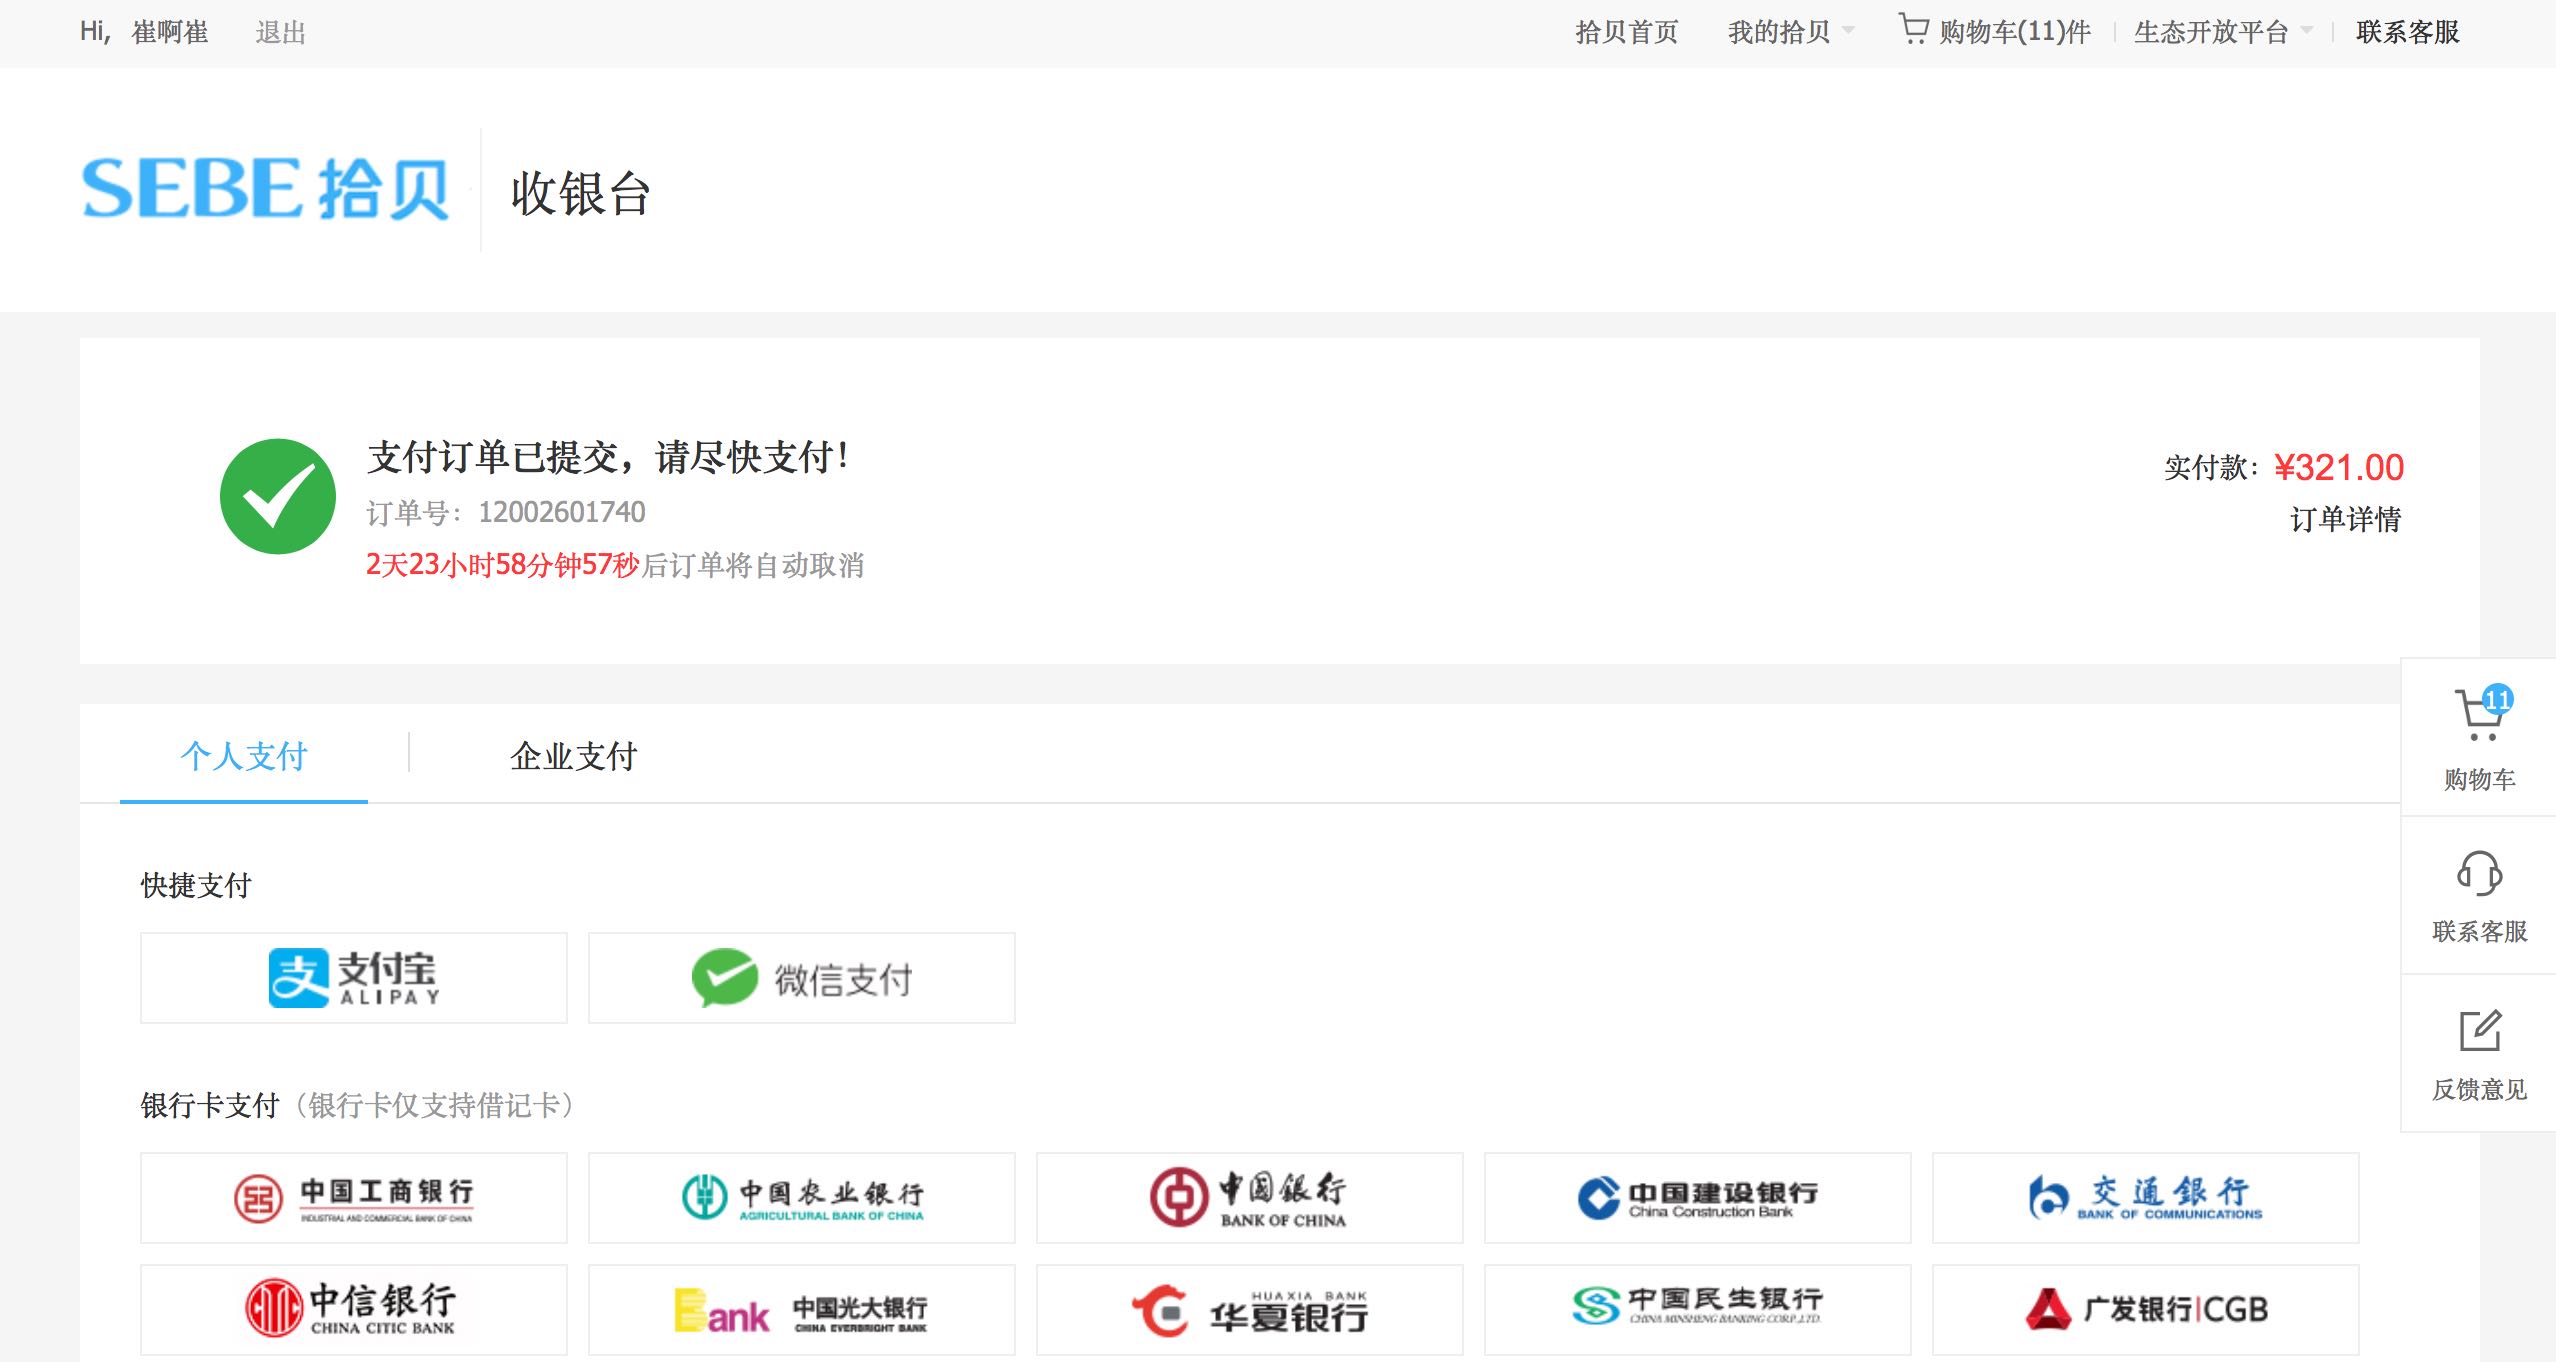 Hi, 崔啊崔 退出 拾贝首页 我的拾贝 购物车(11)件 生态开放平台 联系客服
SEBE 拾贝 收银台
支付订单已提交，请尽快支付！
订单号：12002601740
2天23小时58分钟57秒后订单将自动取消
实付款：¥321.00
订单详情
个人支付 企业支付
快捷支付
支付宝
ALIPAY
微信支付
银行卡支付（银行卡仅支持借记卡）
中国工商银行
INDUSTRIAL AND COMMERCIAL BANK OF CHINA
中国农业银行
AGRICULTURAL BANK OF CHINA
中國銀行
BANK OF CHINA
中国建设银行
China Construction Bank
交通銀行
BANK OF COMMUNICATIONS
中信银行
CHINA CITIC BANK
Bank 中国光大银行
CHINA EVERBRIGHT BANK
HUAXIA BANK
华夏银行
中国民生银行
CHINA MINSHENG BANKING CORP.,LTD.
广发银行|CGB
11
购物车
联系客服
反馈意见